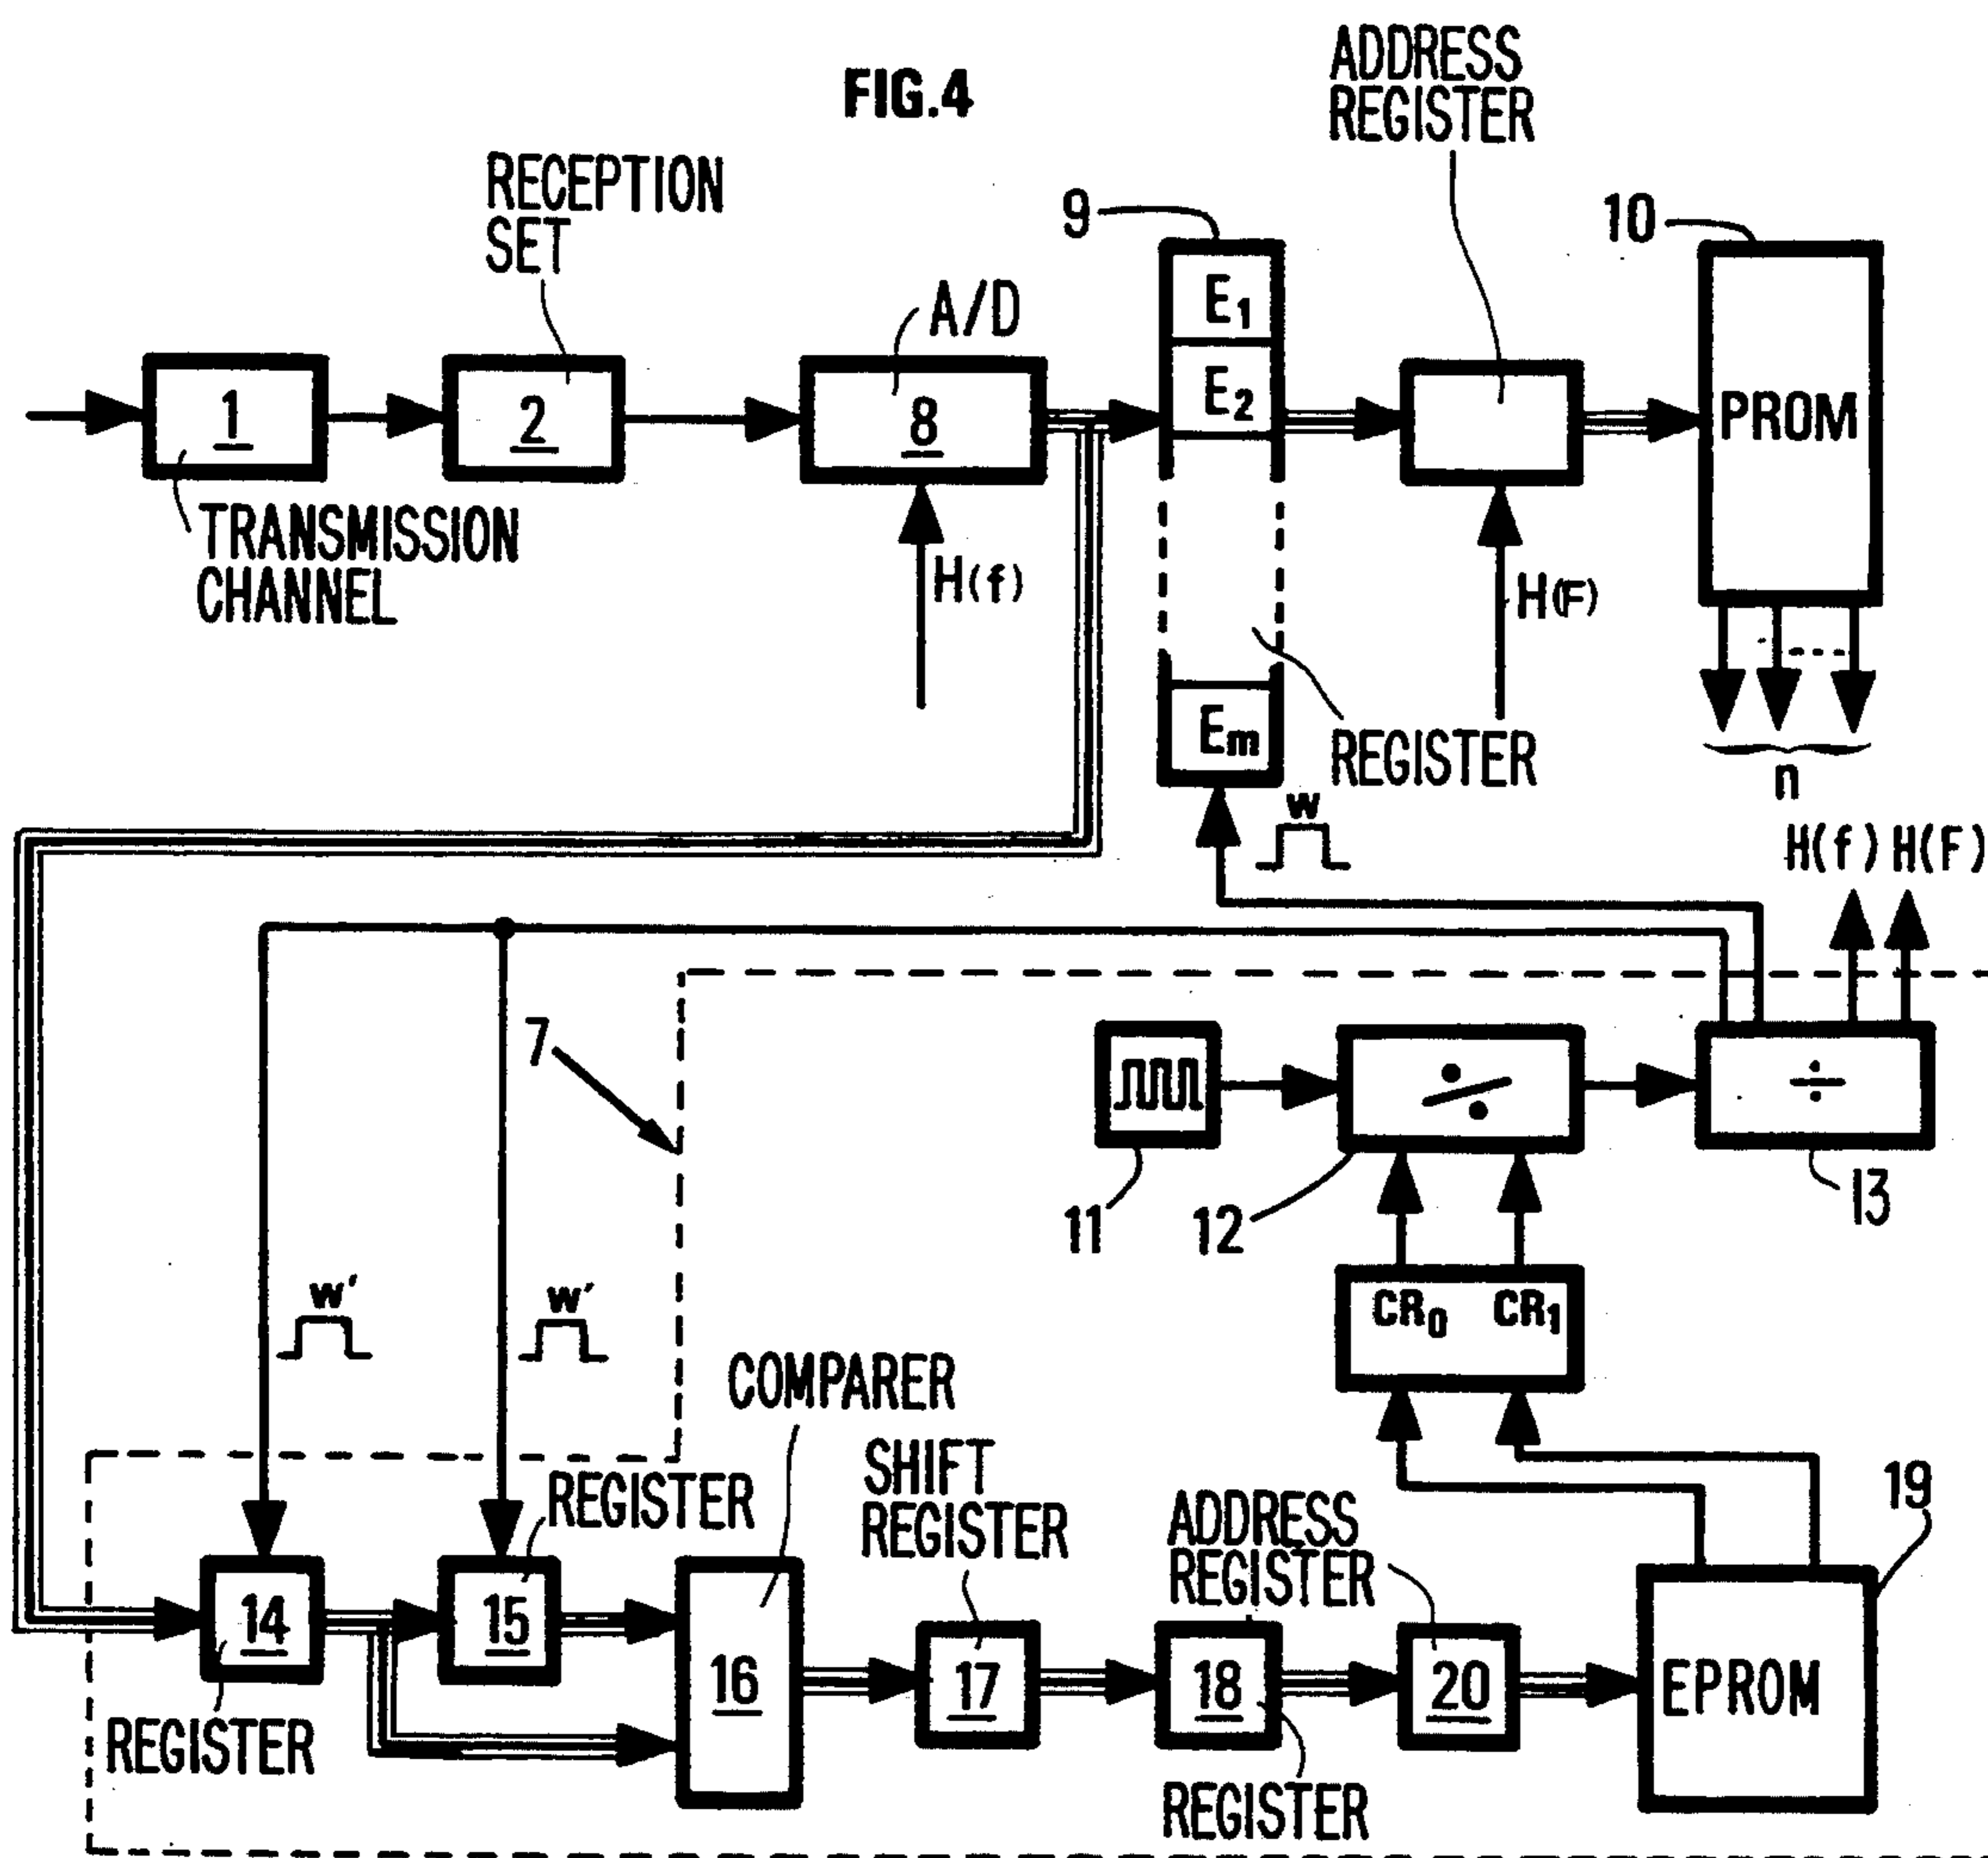 FIG.4
ADDRESS
REGISTER
RECEPTION
SET
9
10
A/D
E1
E2
1
2
8
PROM
TRANSMISSION
CHANNEL
H(f)
H(F)
Em
REGISTER
n
w
H(f) H(F)
7
÷
÷
11
12
13
CR0 CR1
w'
w'
COMPARER
SHIFT
REGISTER
REGISTER
ADDRESS
REGISTER
19
14
15
16
17
18
20
EPROM
REGISTER
REGISTER